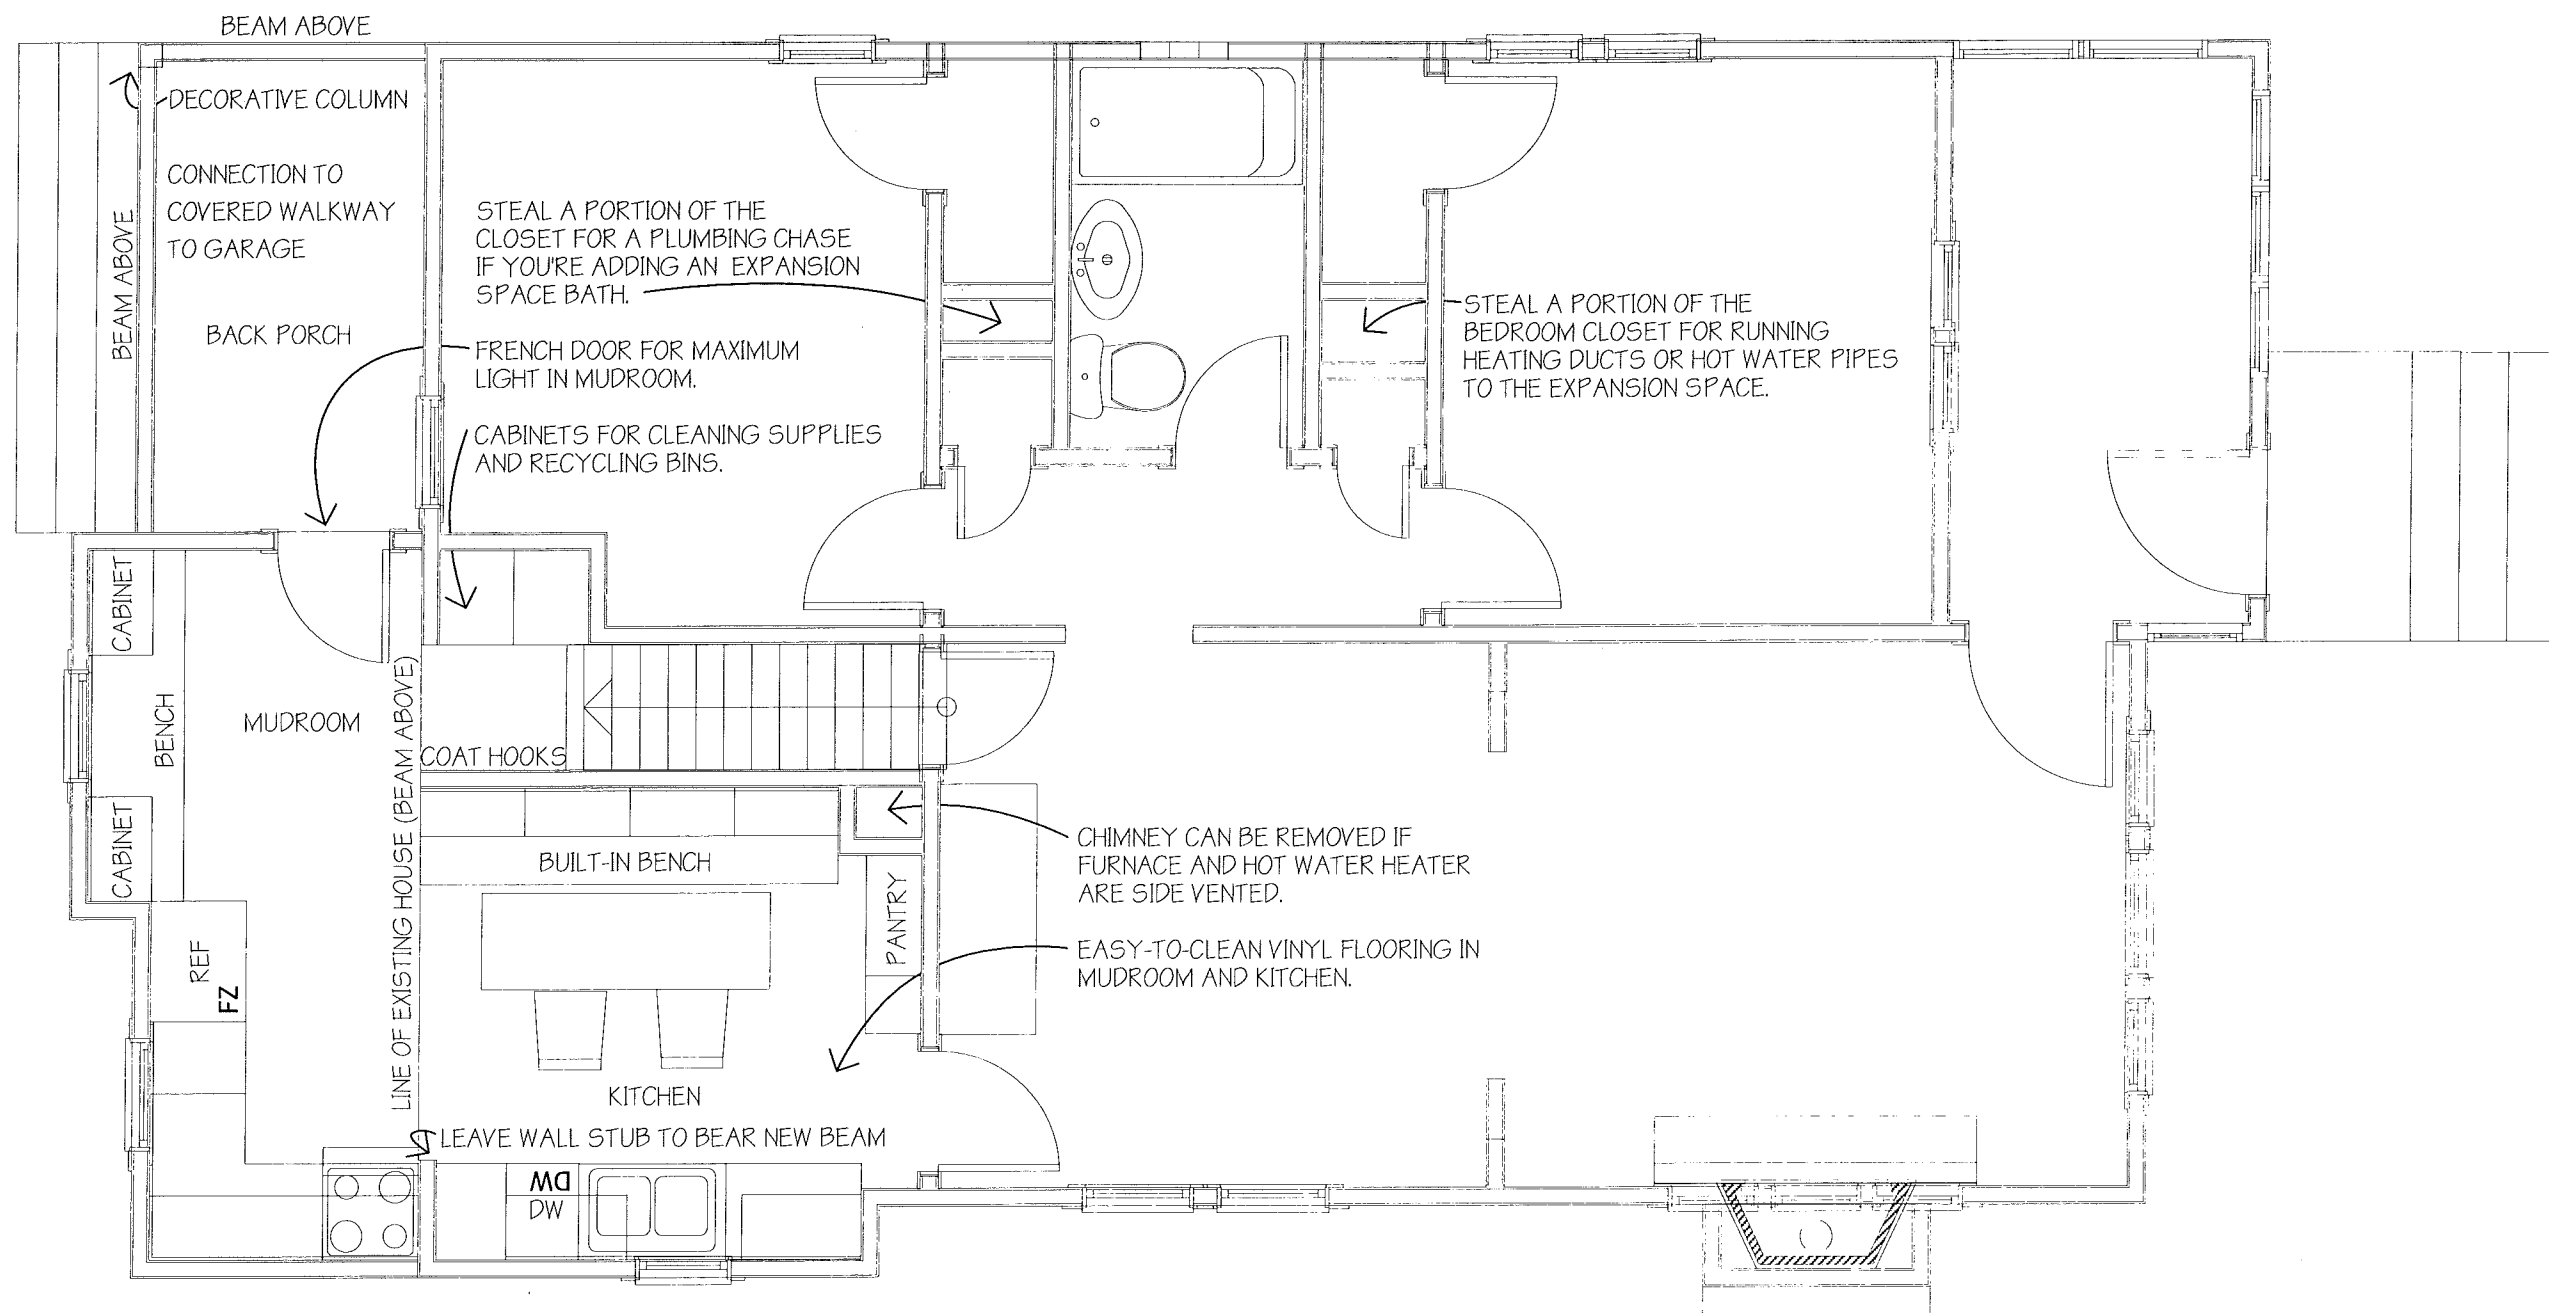 BEAM ABOVE
DECORATIVE COLUMN
CONNECTION TO
COVERED WALKWAY
TO GARAGE
BEAM ABOVE
BACK PORCH
STEAL A PORTION OF THE
CLOSET FOR A PLUMBING CHASE
IF YOU'RE ADDING AN EXPANSION
SPACE BATH.
FRENCH DOOR FOR MAXIMUM
LIGHT IN MUDROOM.
CABINETS FOR CLEANING SUPPLIES
AND RECYCLING BINS.
STEAL A PORTION OF THE
BEDROOM CLOSET FOR RUNNING
HEATING DUCTS OR HOT WATER PIPES
TO THE EXPANSION SPACE.
CABINET
BENCH
MUDROOM
CABINET
COAT HOOKS
LINE OF EXISTING HOUSE (BEAM ABOVE)
BUILT-IN BENCH
PANTRY
CHIMNEY CAN BE REMOVED IF
FURNACE AND HOT WATER HEATER
ARE SIDE VENTED.
EASY-TO-CLEAN VINYL FLOORING IN
MUDROOM AND KITCHEN.
REF
FZ
KITCHEN
LEAVE WALL STUB TO BEAR NEW BEAM
DW
DW